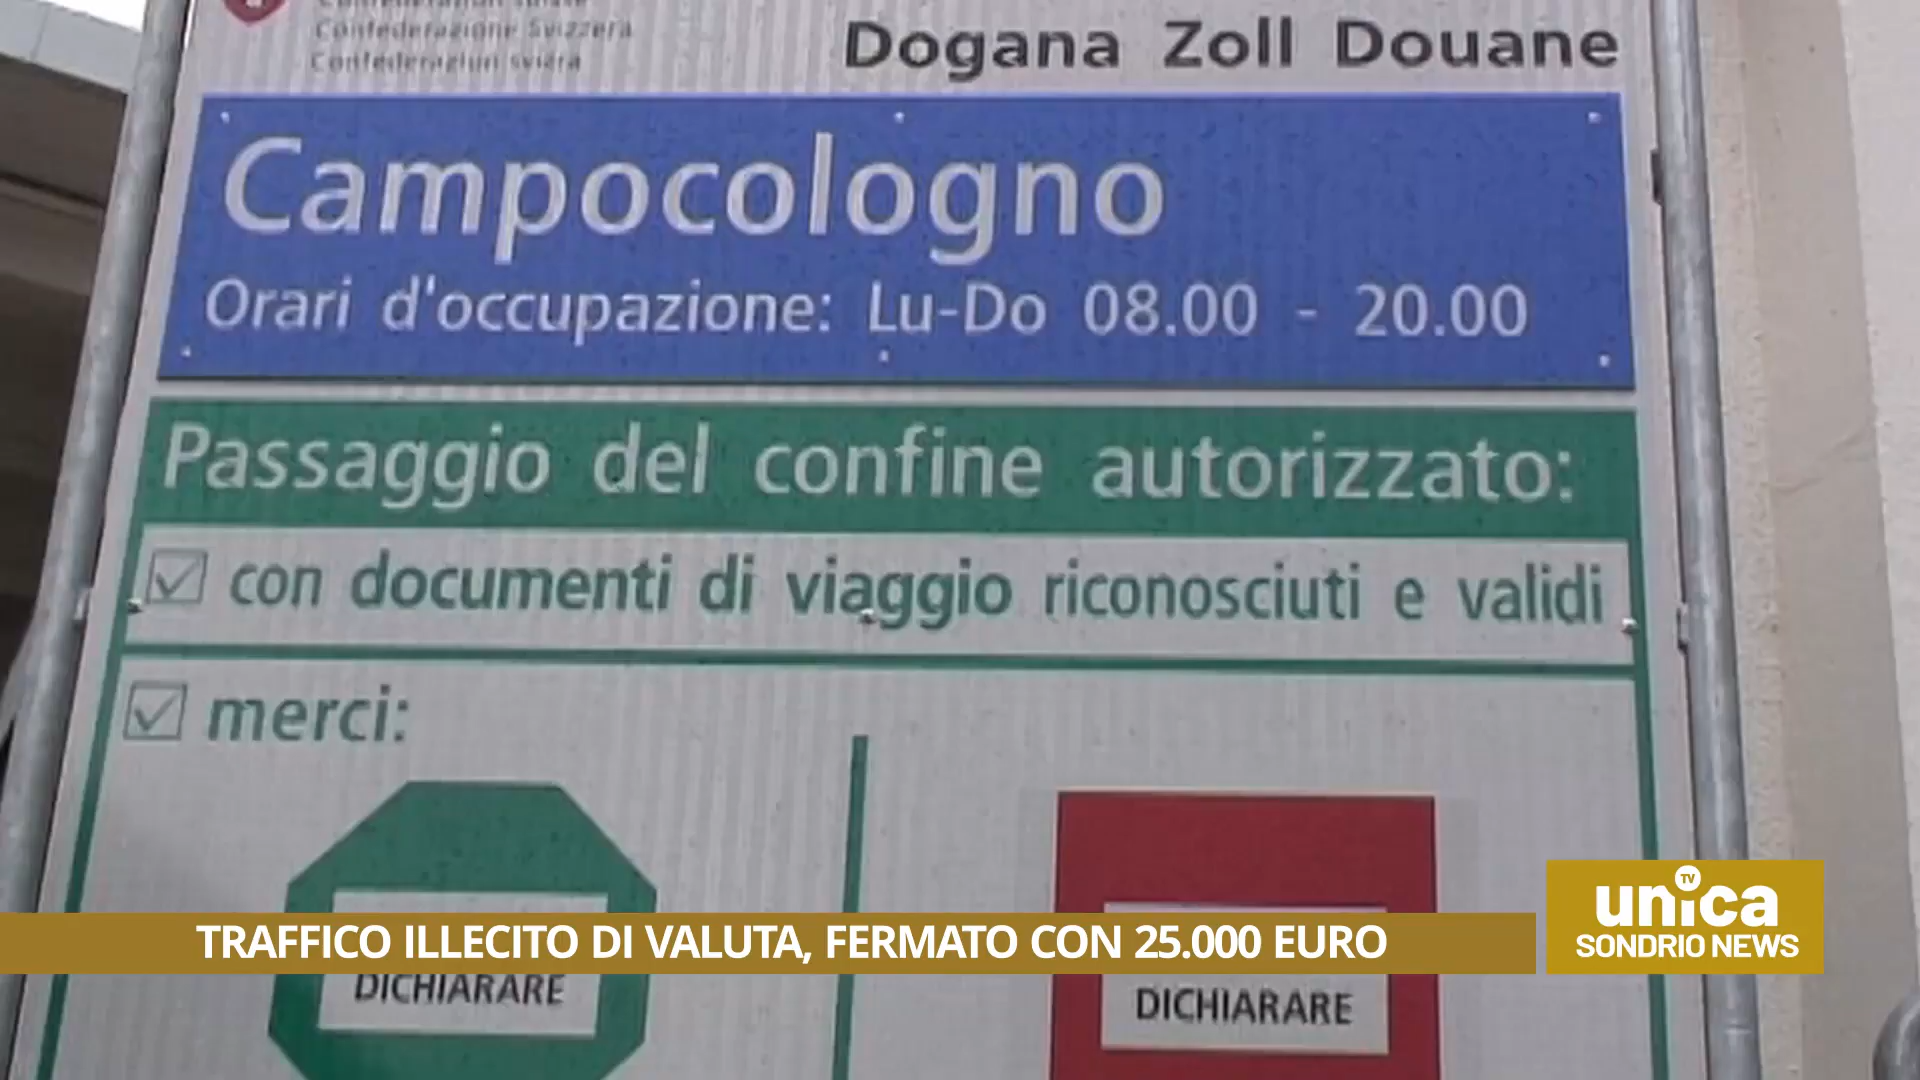 Confederaziun svizra
Confederazione Svizzera
Dogana Zoll Douane
Campocologno
Orari d'occupazione: Lu-Do 08.00 - 20.00
Passaggio del confine autorizzato:
con documenti di viaggio riconosciuti e validi
merci:
TRAFFICO ILLECITO DI VALUTA, FERMATO CON 25.000 EURO
DICHIARARE
DICHIARARE
unica TV
SONDRIO NEWS